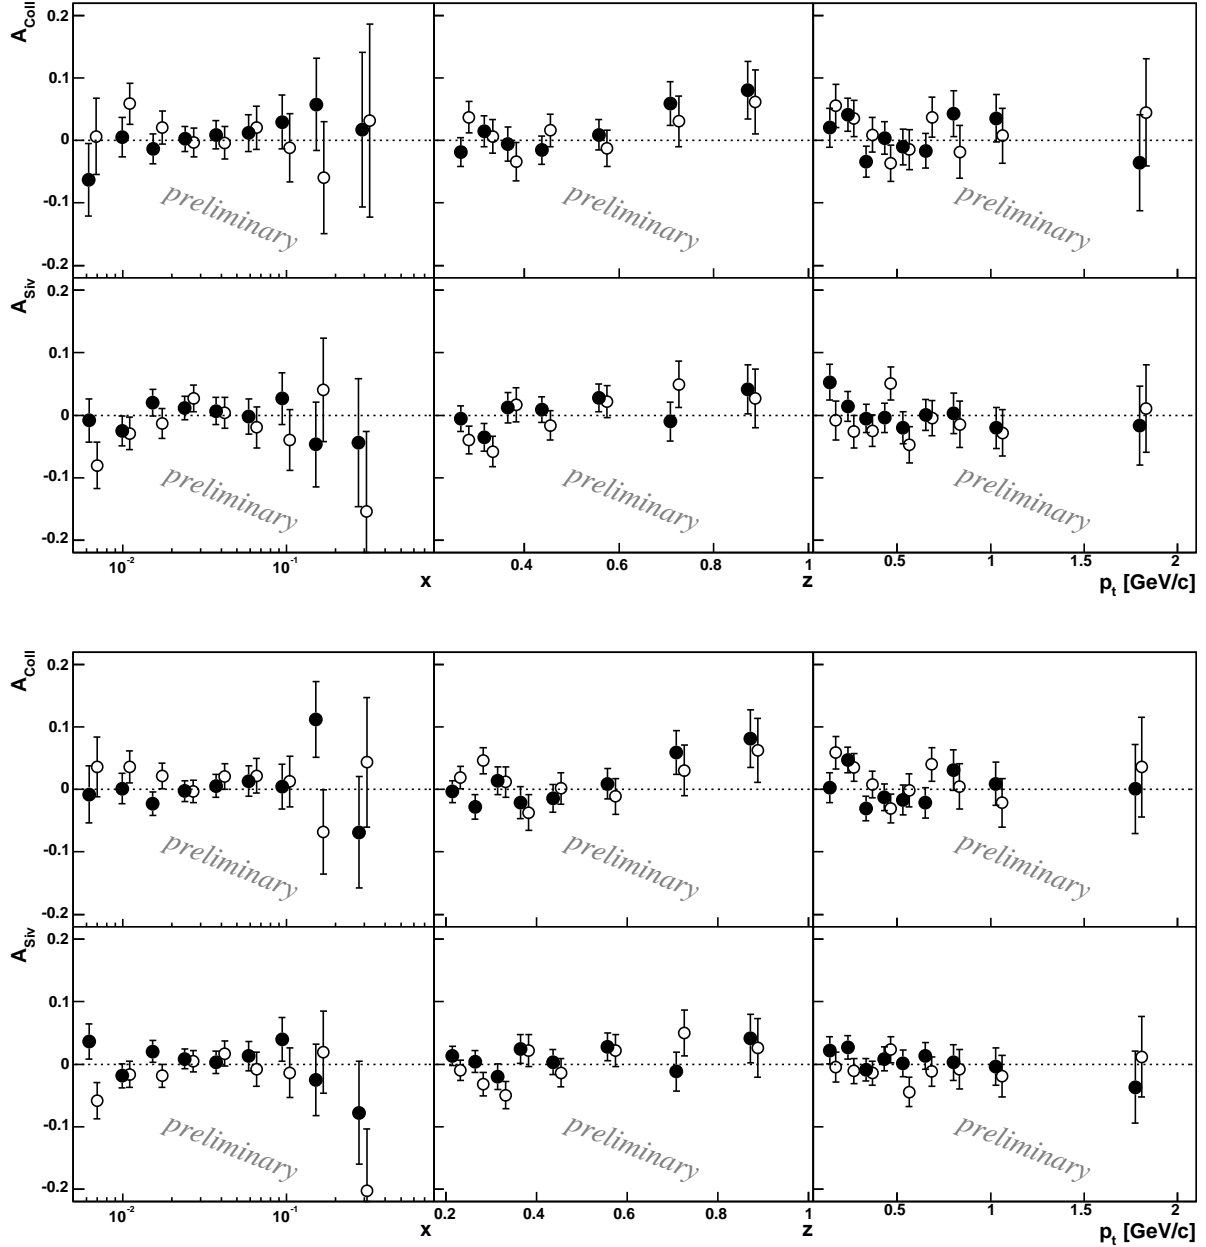 A_Coll
0.2
0.1
0
-0.1
-0.2
preliminary preliminary preliminary
A_Siv
0.2
0.1
0
-0.1
-0.2
preliminary preliminary preliminary
10^-2 10^-1 0.4 0.6 0.8 1 0.5 1 1.5 2
x z p_t [GeV/c]
A_Coll
0.2
0.1
0
-0.1
-0.2
preliminary preliminary preliminary
A_Siv
0.2
0.1
0
-0.1
-0.2
preliminary preliminary preliminary
10^-2 10^-1 0.2 0.4 0.6 0.8 1 0.5 1 1.5 2
x z p_t [GeV/c]